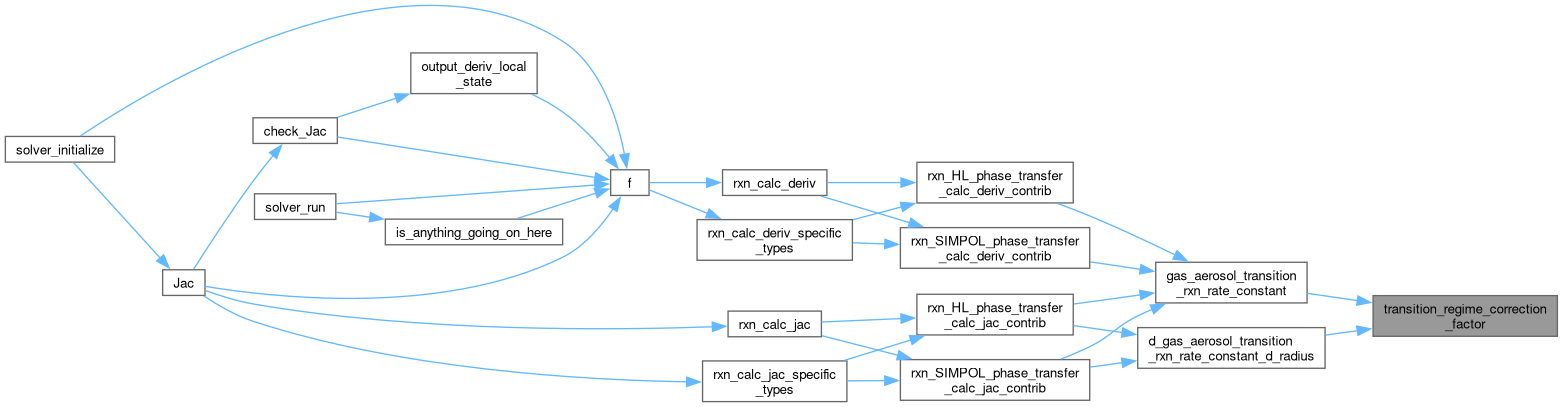 output_deriv_local
_state
check_Jac
solver_initialize
rxn_HL_phase_transfer
_calc_deriv_contrib
f
rxn_calc_deriv
solver_run
is_anything_going_on_here
rxn_calc_deriv_specific
_types
rxn_SIMPOL_phase_transfer
_calc_deriv_contrib
Jac
gas_aerosol_transition
_rxn_rate_constant
rxn_HL_phase_transfer
_calc_jac_contrib
transition_regime_correction
_factor
rxn_calc_jac
d_gas_aerosol_transition
_rxn_rate_constant_d_radius
rxn_calc_jac_specific
_types
rxn_SIMPOL_phase_transfer
_calc_jac_contrib